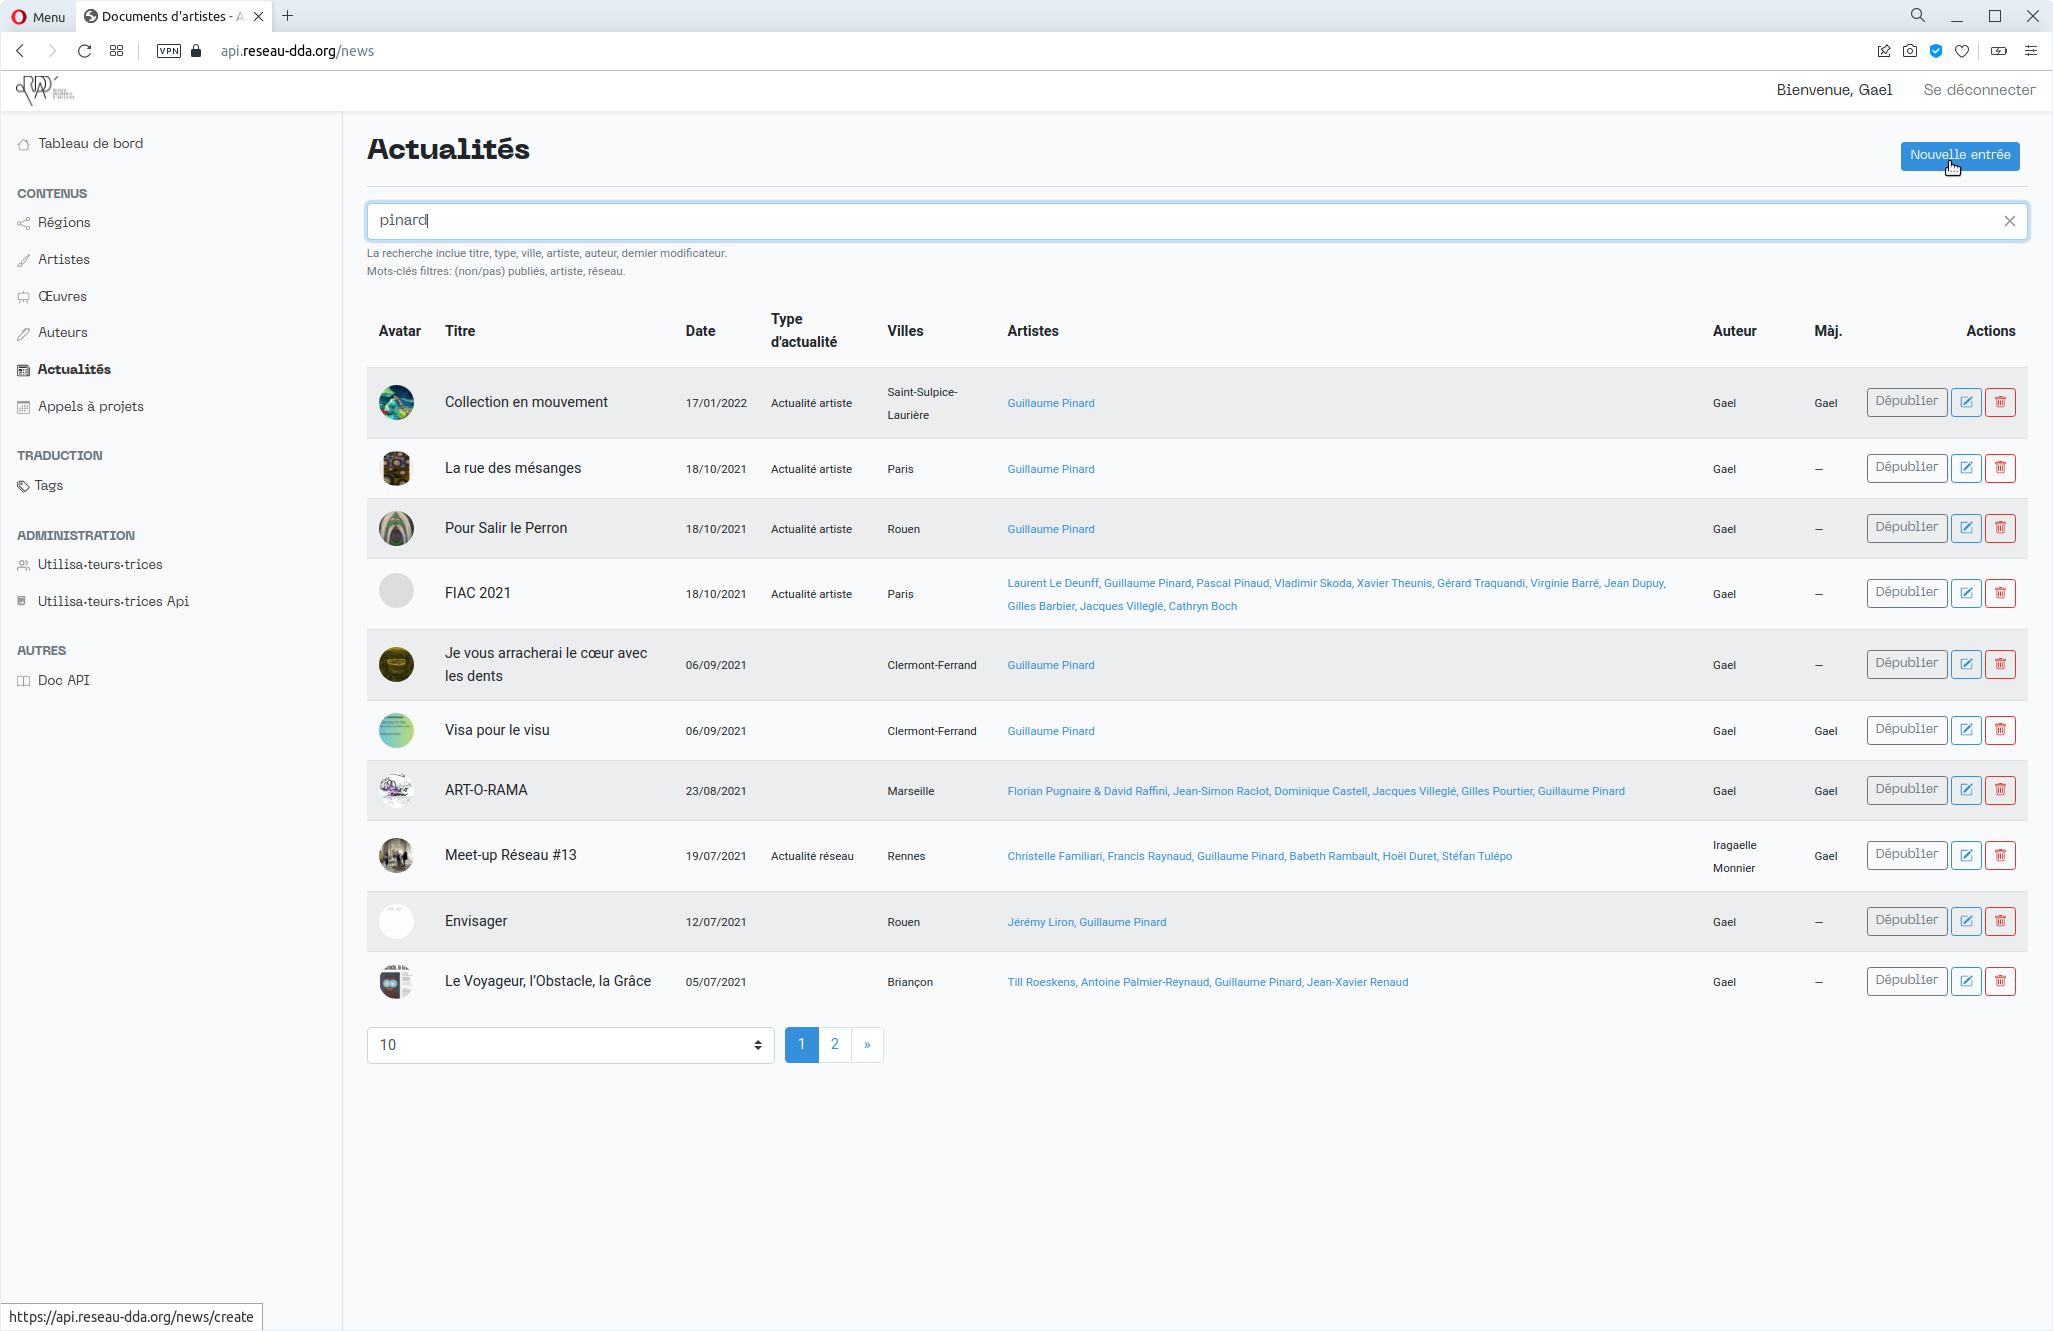 Menu
Documents d'artistes - A
VPN
api.reseau-dda.org/news
Bienvenue, Gael
Se déconnecter
Tableau de bord
CONTENUS
Régions
Artistes
Œuvres
Auteurs
Actualités
Appels à projets
TRADUCTION
Tags
ADMINISTRATION
Utilisa·teurs·trices
Utilisa·teurs·trices Api
AUTRES
Doc API
Actualités
Nouvelle entrée
pinard
La recherche inclue titre, type, ville, artiste, auteur, dernier modificateur.
Mots-clés filtres: (non/pas) publiés, artiste, réseau.
Avatar Titre Date Type d'actualité Villes Artistes Auteur Màj. Actions
Collection en mouvement 17/01/2022 Actualité artiste Saint-Sulpice-Laurière Guillaume Pinard Gael Gael Dépublier
La rue des mésanges 18/10/2021 Actualité artiste Paris Guillaume Pinard Gael – Dépublier
Pour Salir le Perron 18/10/2021 Actualité artiste Rouen Guillaume Pinard Gael – Dépublier
FIAC 2021 18/10/2021 Actualité artiste Paris Laurent Le Deunff, Guillaume Pinard, Pascal Pinaud, Vladimir Skoda, Xavier Theunis, Gérard Traquandi, Virginie Barré, Jean Dupuy,
Gilles Barbier, Jacques Villeglé, Cathryn Boch Gael – Dépublier
Je vous arracherai le cœur avec
les dents 06/09/2021 Clermont-Ferrand Guillaume Pinard Gael – Dépublier
Visa pour le visu 06/09/2021 Clermont-Ferrand Guillaume Pinard Gael Gael Dépublier
ART-O-RAMA 23/08/2021 Marseille Florian Pugnaire & David Raffini, Jean-Simon Raclot, Dominique Castell, Jacques Villeglé, Gilles Pourtier, Guillaume Pinard Gael Gael Dépublier
Meet-up Réseau #13 19/07/2021 Actualité réseau Rennes Christelle Familiari, Francis Raynaud, Guillaume Pinard, Babeth Rambault, Hoël Duret, Stéfan Tulépo Iragaelle Monnier Gael Dépublier
Envisager 12/07/2021 Rouen Jérémy Liron, Guillaume Pinard Gael – Dépublier
Le Voyageur, l'Obstacle, la Grâce 05/07/2021 Briançon Till Roeskens, Antoine Palmier-Reynaud, Guillaume Pinard, Jean-Xavier Renaud Gael – Dépublier
10 1 2 »
https://api.reseau-dda.org/news/create